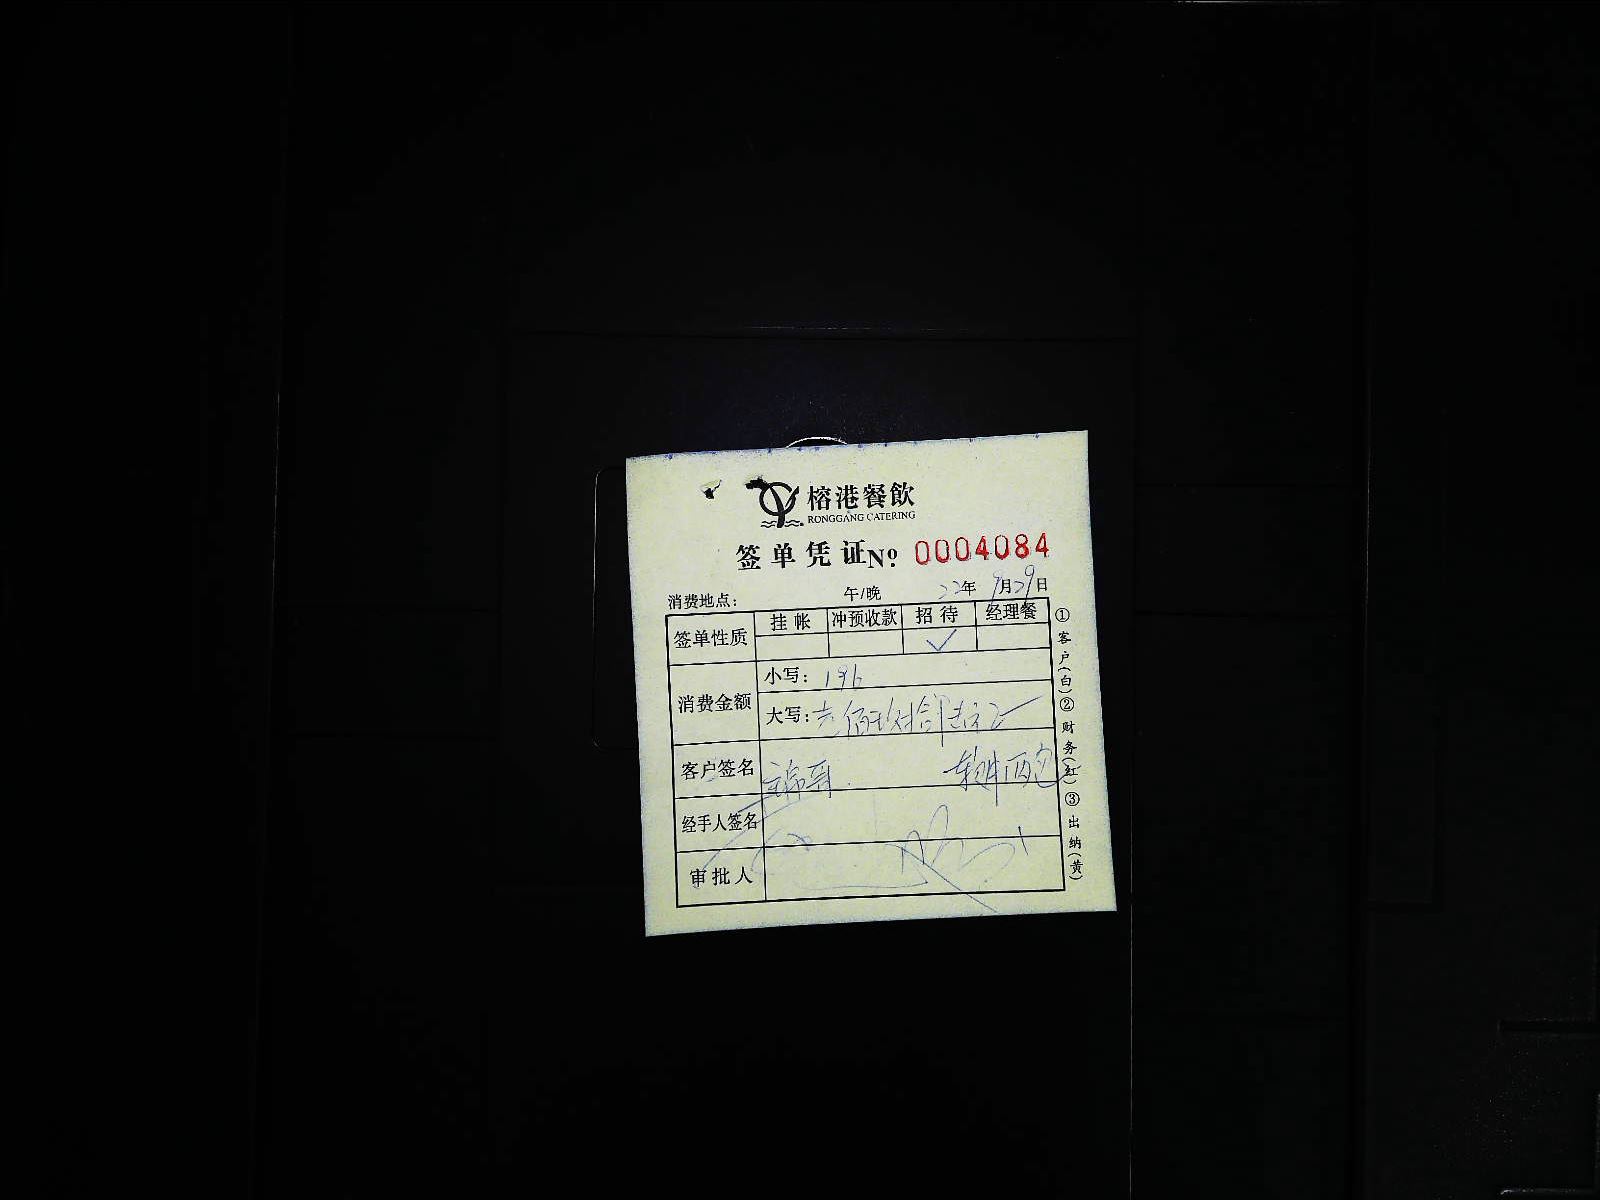 榕港餐飲
RONGGANG CATERING
签单凭证 No: 0004084
消费地点: 午/晚 22年9月29日
签单性质 挂帐 冲预收款 招待 经理餐
✓
消费金额 小写: 196
大写:
客户签名
经手人签名
审批人
①客户(白)②财务(红)③出纳(黄)